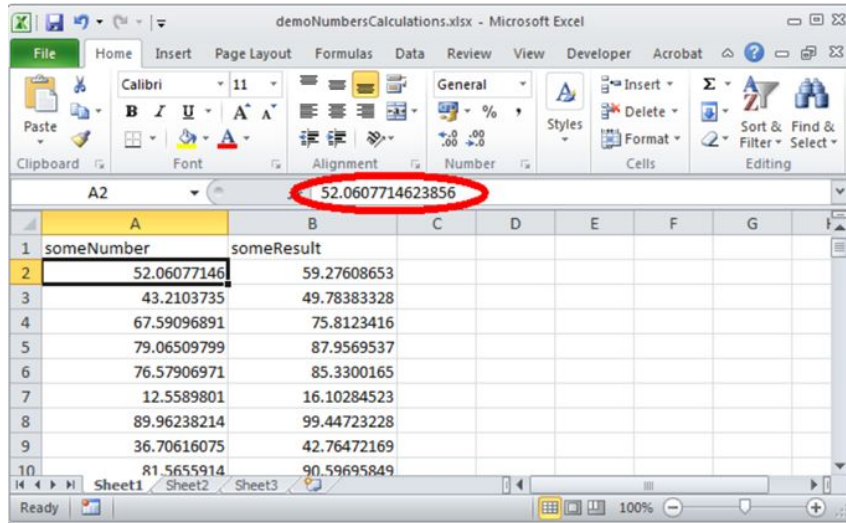 demoNumbersCalculations.xlsx - Microsoft Excel
File Home Insert Page Layout Formulas Data Review View Developer Acrobat
Calibri 11 General Insert Σ
B I U A A % , Delete
Paste Styles Format Sort & Filter Find & Select
Clipboard Font Alignment Number Cells Editing
A2 52.0607714623856
A B C D E F G
1 someNumber someResult
2 52.06077146 59.27608653
3 43.2103735 49.78383328
4 67.59096891 75.8123416
5 79.06509799 87.9569537
6 76.57906971 85.3300165
7 12.5589801 16.10284523
8 89.96238214 99.44723228
9 36.70616075 42.76472169
10 81.5655914 90.59695849
Sheet1 Sheet2 Sheet3
Ready 100%